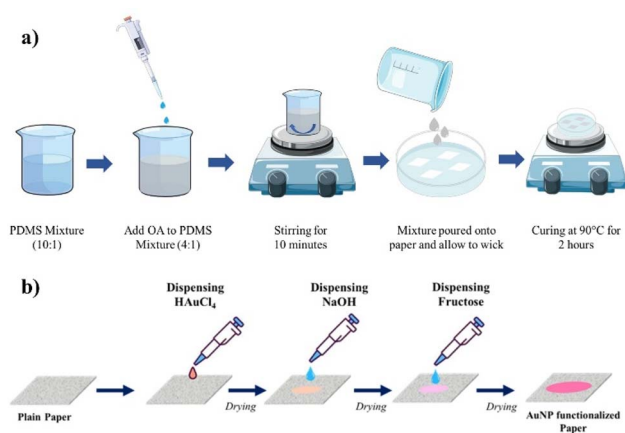 a)
PDMS Mixture
(10:1)
Add OA to PDMS
Mixture (4:1)
Stirring for
10 minutes
Mixture poured onto
paper and allow to wick
Curing at 90°C for
2 hours
b)
Dispensing
HAuCl₄
Dispensing
NaOH
Dispensing
Fructose
Plain Paper
Drying
Drying
Drying
AuNP functionalized
Paper